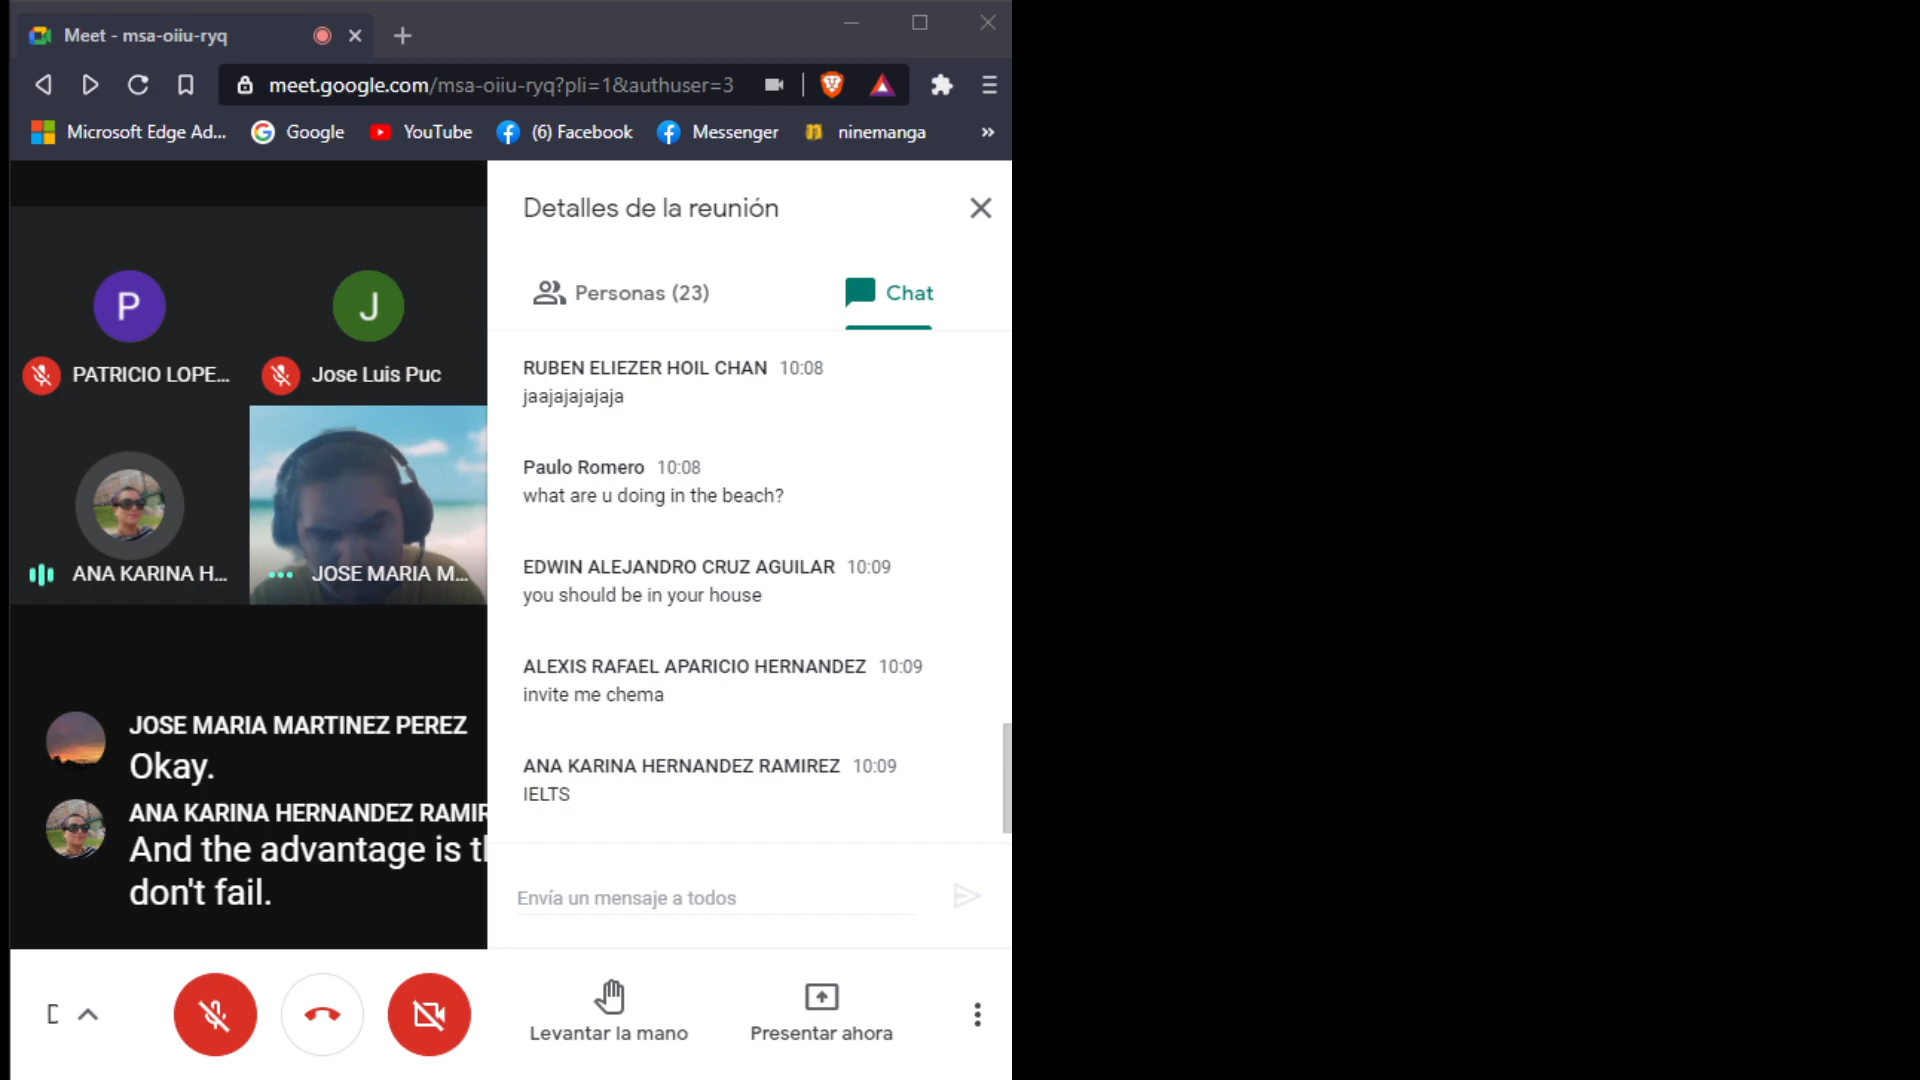 Meet - msa-oiiu-ryq
meet.google.com/msa-oiiu-ryq?pli=1&authuser=3
Microsoft Edge Ad...
Google
YouTube
(6) Facebook
Messenger
ninemanga
»
Detalles de la reunión
Personas (23)
Chat
P
J
PATRICIO LOPE...
Jose Luis Puc
ANA KARINA H...
JOSE MARIA M...
RUBEN ELIEZER HOIL CHAN 10:08
jaajajajajaja
Paulo Romero 10:08
what are u doing in the beach?
EDWIN ALEJANDRO CRUZ AGUILAR 10:09
you should be in your house
ALEXIS RAFAEL APARICIO HERNANDEZ 10:09
invite me chema
ANA KARINA HERNANDEZ RAMIREZ 10:09
IELTS
JOSE MARIA MARTINEZ PEREZ
Okay.
ANA KARINA HERNANDEZ RAMIR
And the advantage is
don't fail.
Envía un mensaje a todos
Levantar la mano
Presentar ahora